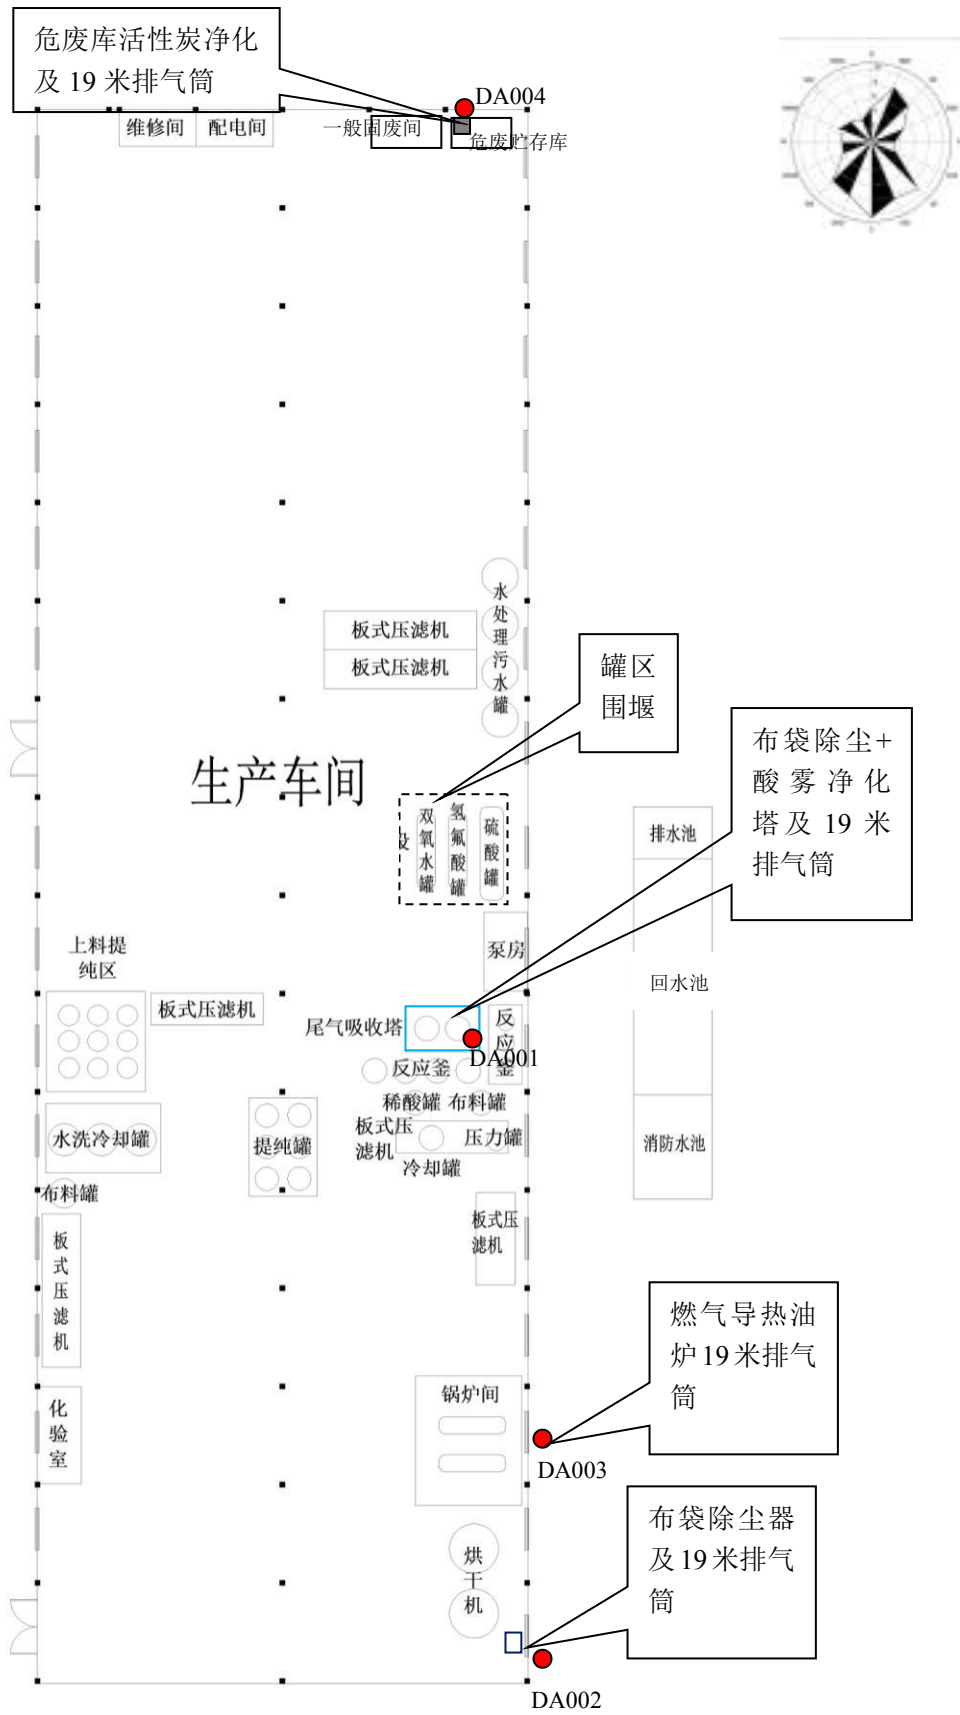 危废库活性炭净化
及 19 米排气筒
DA004
维修间
配电间
一般固废间
危废贮存库
水处理污水罐
板式压滤机
板式压滤机
罐区
围堰
布袋除尘+
酸雾净化
塔及 19 米
排气筒
生产车间
双氧水罐
氢氟酸罐
硫酸罐
排水池
泵房
上料提
纯区
回水池
板式压滤机
尾气吸收塔
反应釜
DA001
反应釜
稀酸罐
布料罐
水洗冷却罐
提纯罐
板式压
滤机
压力罐
冷却罐
消防水池
布料罐
板式压
滤机
板式压滤机
燃气导热油
炉 19 米排气
筒
锅炉间
化验室
DA003
布袋除尘器
及 19 米排气
筒
烘干机
DA002